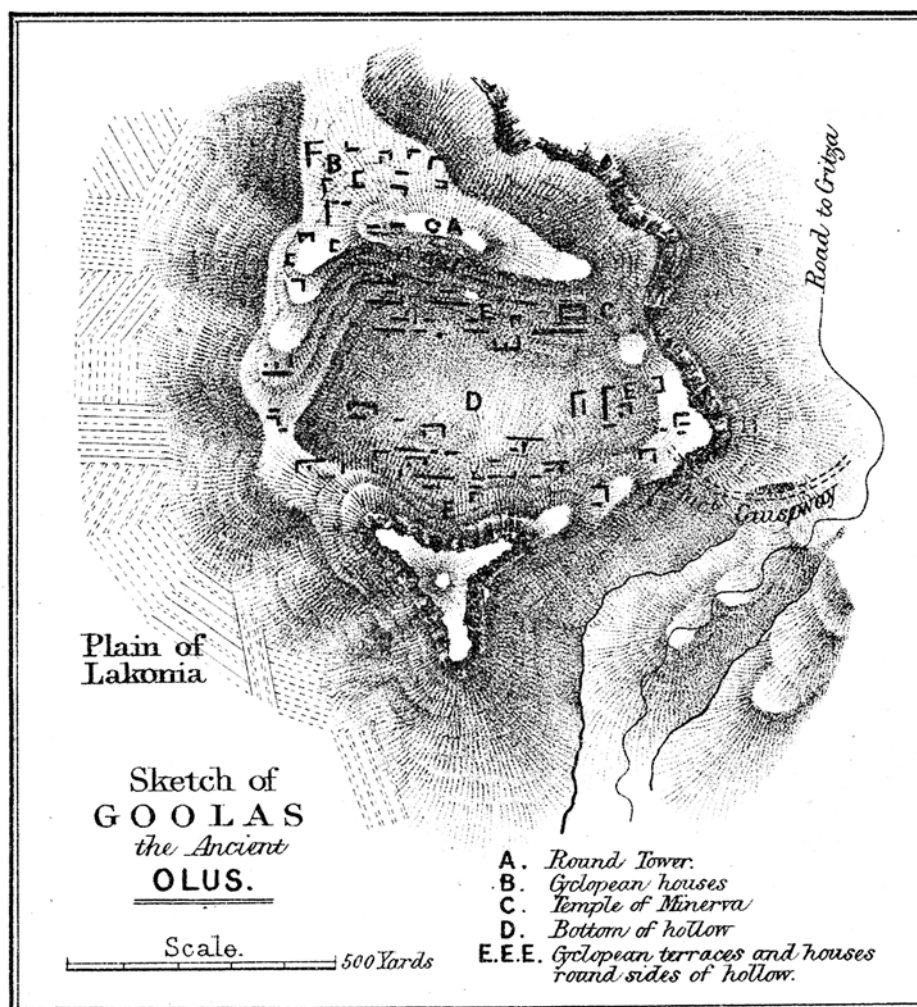 Road to Critza
B
A
E
C
D
E
Causeway
E
Plain of
Lakonia
Sketch of
GOOLAS
the Ancient
OLUS.
Scale.
500 Yards
A. Round Tower.
B. Cyclopean houses
C. Temple of Minerva
D. Bottom of hollow
E.E.E. Cyclopean terraces and houses
round sides of hollow.